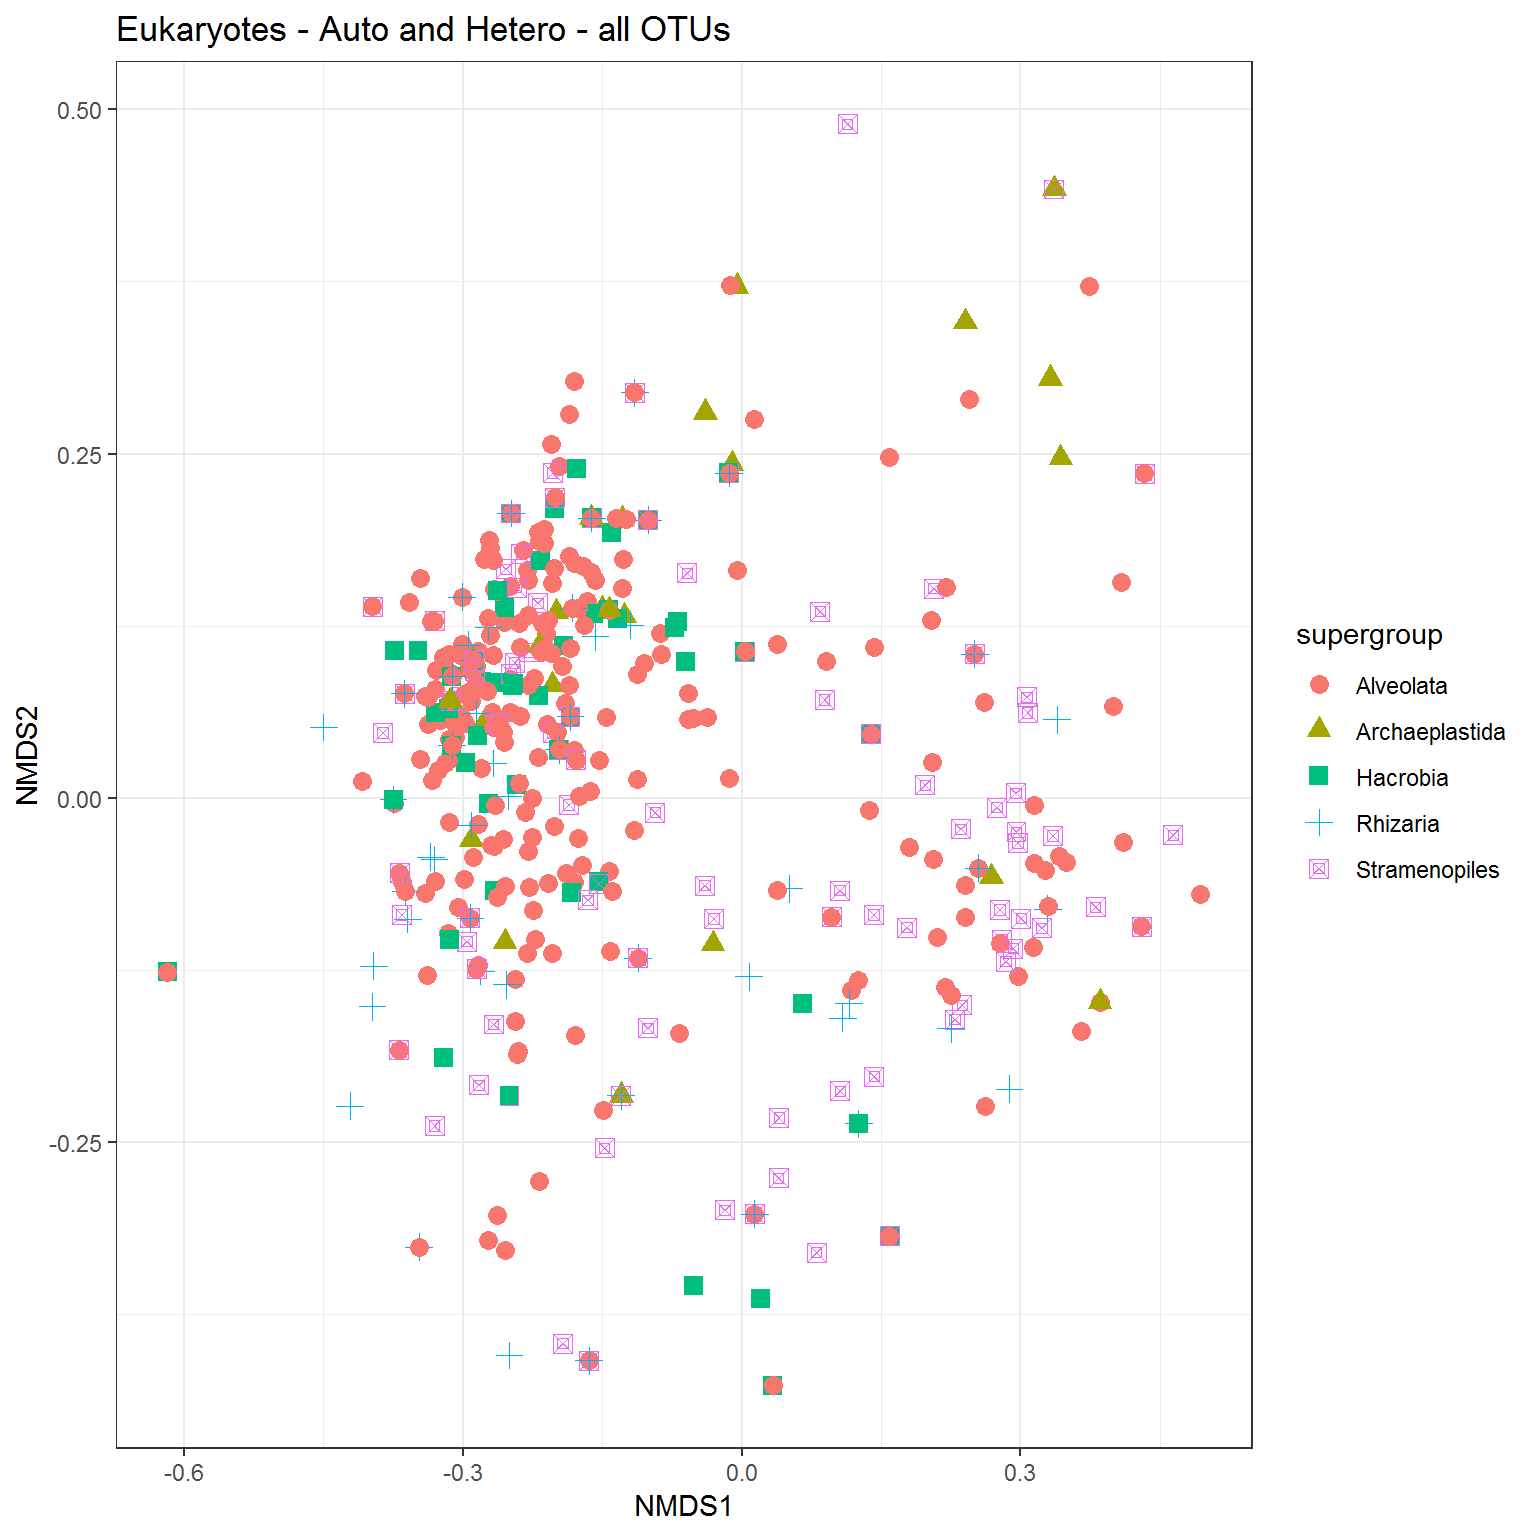 Eukaryotes - Auto and Hetero - all OTUs
0.50
0.25
0.00
-0.25
NMDS2
-0.6
-0.3
0.0
0.3
NMDS1
supergroup
Alveolata
Archaeplastida
Hacrobia
Rhizaria
Stramenopiles